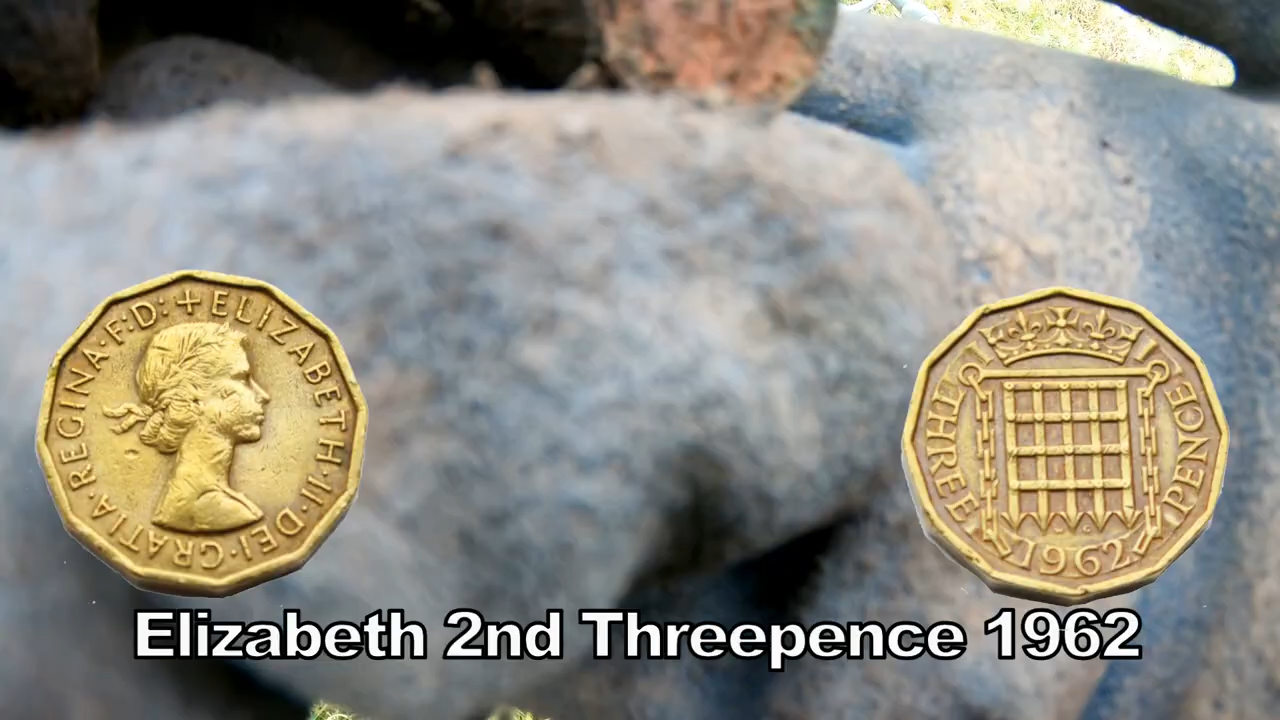 +ELIZABETH·II·DEI·GRATIA·REGINA·F:D:
THREE PENCE
1962
Elizabeth 2nd Threepence 1962